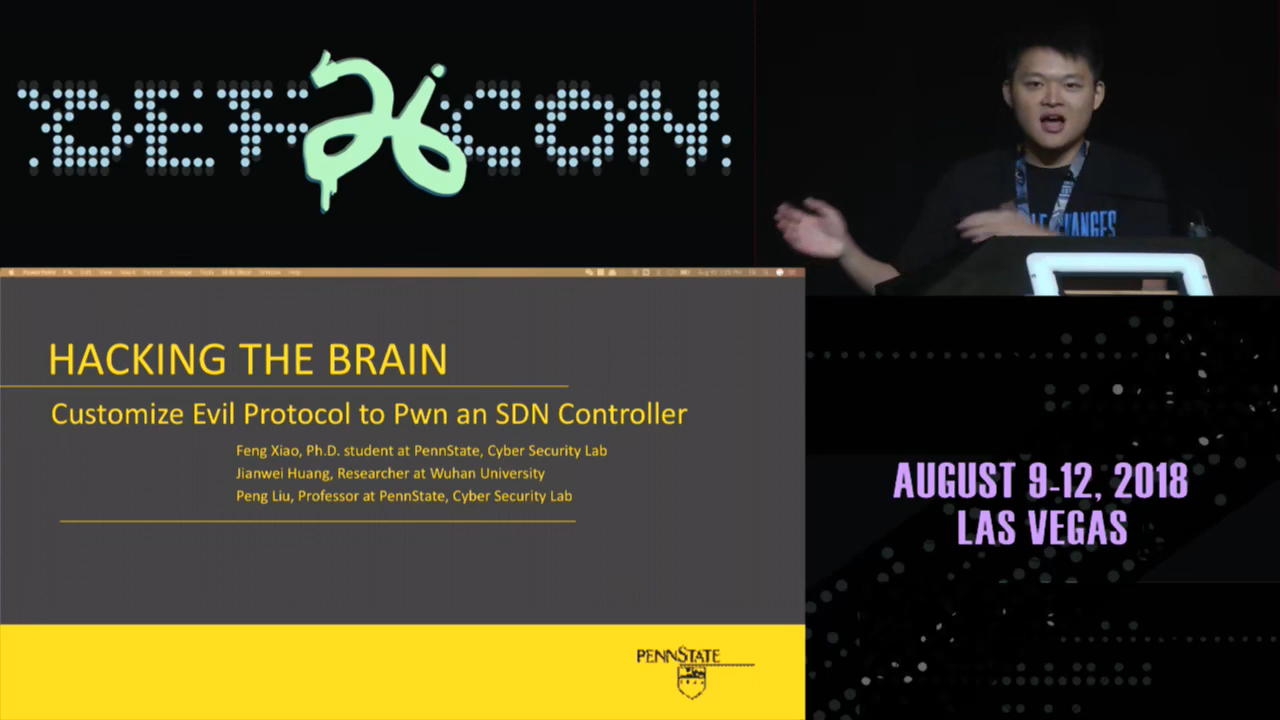 DEF 26 CON
HACKING THE BRAIN
Customize Evil Protocol to Pwn an SDN Controller
Feng Xiao, Ph.D. student at PennState, Cyber Security Lab
Jianwei Huang, Researcher at Wuhan University
Peng Liu, Professor at PennState, Cyber Security Lab
PENNSTATE
AUGUST 9-12, 2018
LAS VEGAS